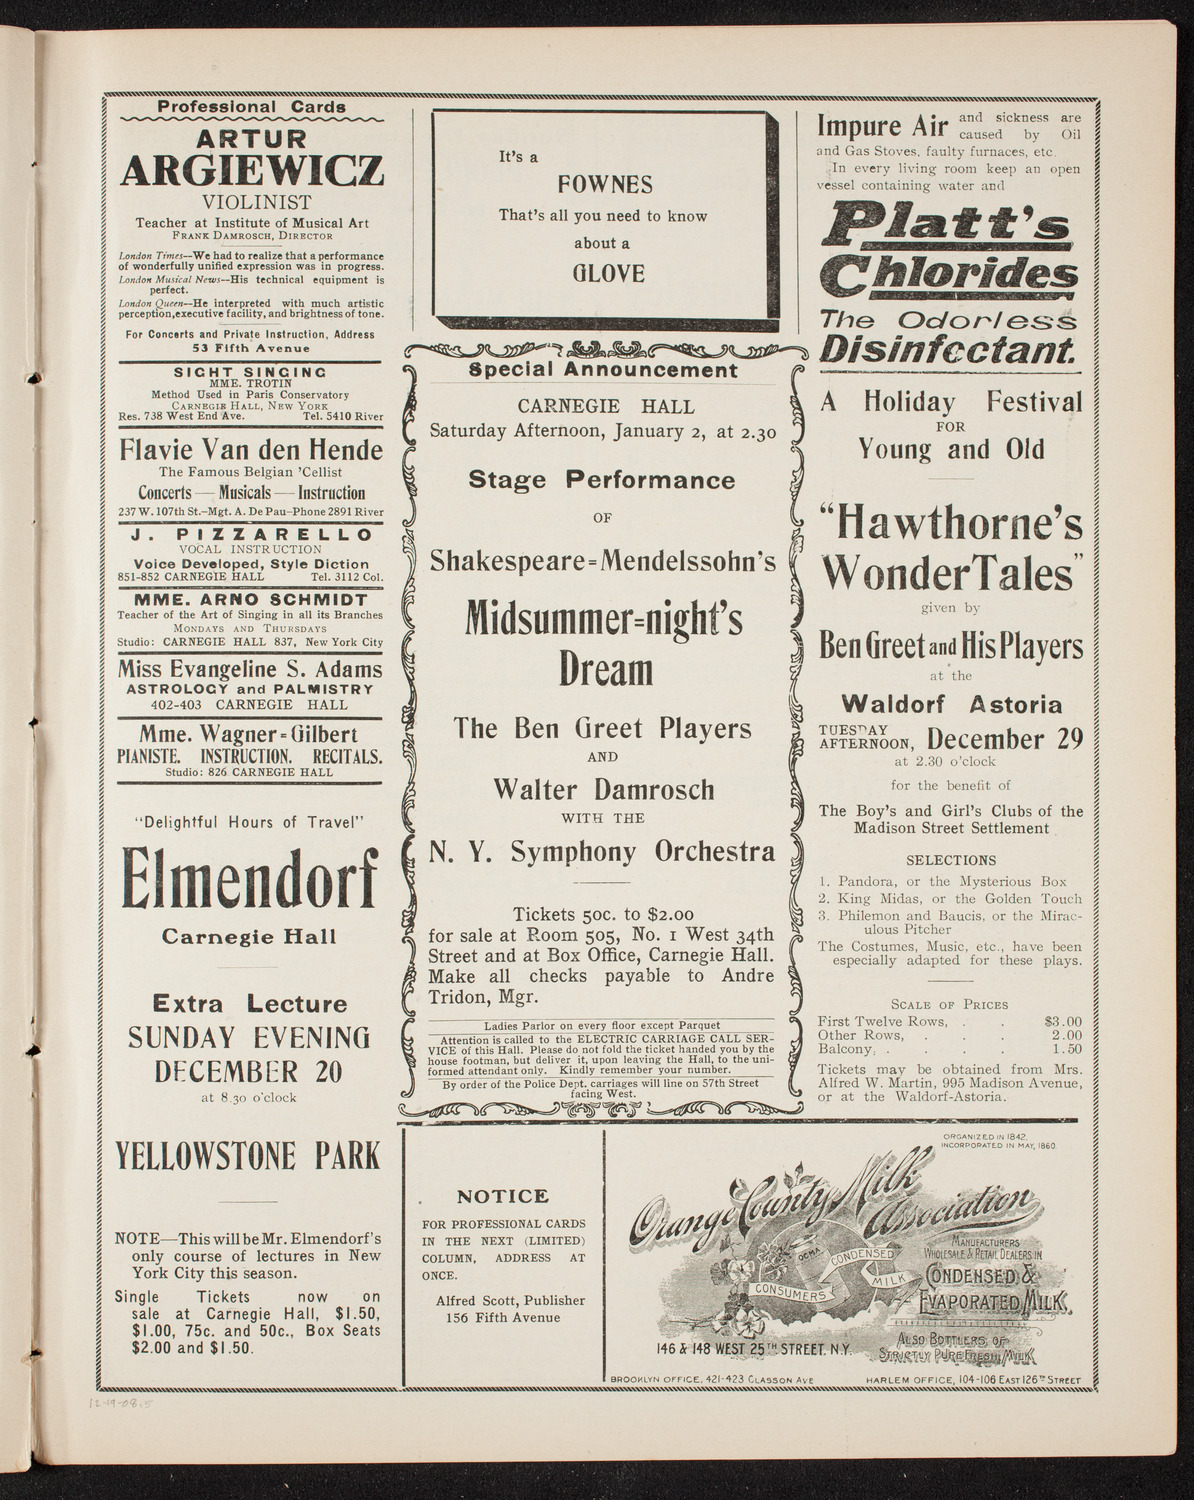 Professional Cards
ARTUR
ARGIEWICZ
VIOLINIST
Teacher at Institute of Musical Art
FRANK DAMROSCH, DIRECTOR
London Times--We had to realize that a performance
of wonderfully unified expression was in progress.
London Musical News--His technical equipment is
perfect.
London Queen--He interpreted with much artistic
perception, executive facility, and brightness of tone.
For Concerts and Private Instruction, Address
53 Fifth Avenue
SIGHT SINGING
MME. TROTIN
Method Used in Paris Conservatory
CARNEGIE HALL, NEW YORK
Res. 738 West End Ave. Tel. 5410 River
Flavie Van den Hende
The Famous Belgian 'Cellist
Concerts — Musicals — Instruction
237 W. 107th St.--Mgt. A. De Pau--Phone 2891 River
J. PIZZARELLO
VOCAL INSTRUCTION
Voice Developed, Style Diction
851-852 CARNEGIE HALL Tel. 3112 Col.
MME. ARNO SCHMIDT
Teacher of the Art of Singing in all its Branches
MONDAYS AND THURSDAYS
Studio: CARNEGIE HALL 837, New York City
Miss Evangeline S. Adams
ASTROLOGY and PALMISTRY
402-403 CARNEGIE HALL
Mme. Wagner=Gilbert
PIANISTE. INSTRUCTION. RECITALS.
Studio: 826 CARNEGIE HALL
"Delightful Hours of Travel"
Elmendorf
Carnegie Hall
Extra Lecture
SUNDAY EVENING
DECEMBER 20
at 8.30 o'clock
YELLOWSTONE PARK
NOTE—This will be Mr. Elmendorf's
only course of lectures in New
York City this season.
Single Tickets now on
sale at Carnegie Hall, $1.50,
$1.00, 75c. and 50c., Box Seats
$2.00 and $1.50.
It's a
FOWNES
That's all you need to know
about a
GLOVE
Special Announcement
CARNEGIE HALL
Saturday Afternoon, January 2, at 2.30
Stage Performance
OF
Shakespeare=Mendelssohn's
Midsummer=night's
Dream
The Ben Greet Players
AND
Walter Damrosch
WITH THE
N. Y. Symphony Orchestra
Tickets 50c. to $2.00
for sale at Room 505, No. 1 West 34th
Street and at Box Office, Carnegie Hall.
Make all checks payable to Andre
Tridon, Mgr.
Ladies Parlor on every floor except Parquet
Attention is called to the ELECTRIC CARRIAGE CALL SER-
VICE of this Hall. Please do not fold the ticket handed you by the
house footman, but deliver it, upon leaving the Hall, to the uni-
formed attendant only. Kindly remember your number.
By order of the Police Dept. carriages will line on 57th Street
facing West.
Impure Air and sickness are
caused by Oil
and Gas Stoves, faulty furnaces, etc.
In every living room keep an open
vessel containing water and
Platt's
Chlorides
The Odorless
Disinfectant.
A Holiday Festival
FOR
Young and Old
"Hawthorne's
WonderTales"
given by
Ben Greet and His Players
at the
Waldorf Astoria
TUESDAY
AFTERNOON, December 29
at 2.30 o'clock
for the benefit of
The Boy's and Girl's Clubs of the
Madison Street Settlement
SELECTIONS
1. Pandora, or the Mysterious Box
2. King Midas, or the Golden Touch
3. Philemon and Baucis, or the Mirac-
ulous Pitcher
The Costumes, Music, etc., have been
especially adapted for these plays.
SCALE OF PRICES
First Twelve Rows, . . $3.00
Other Rows, . . . 2.00
Balcony, . . . . 1.50
Tickets may be obtained from Mrs.
Alfred W. Martin, 995 Madison Avenue,
or at the Waldorf-Astoria.
NOTICE
FOR PROFESSIONAL CARDS
IN THE NEXT (LIMITED)
COLUMN, ADDRESS AT
ONCE.
Alfred Scott, Publisher
156 Fifth Avenue
ORGANIZED IN 1842,
INCORPORATED IN MAY, 1860.
Orange County Milk
Association
OCMA
CONDENSED
MILK
CONSUMERS
MANUFACTURERS
WHOLESALE & RETAIL DEALERS IN
CONDENSED &
EVAPORATED MILK,
ALSO BOTTLERS OF
STRICTLY PURE FRESH MILK
146 & 148 WEST 25TH STREET. N.Y.
BROOKLYN OFFICE, 421-423 CLASSON AVE HARLEM OFFICE, 104-106 EAST 126TH STREET
12-19-08.5